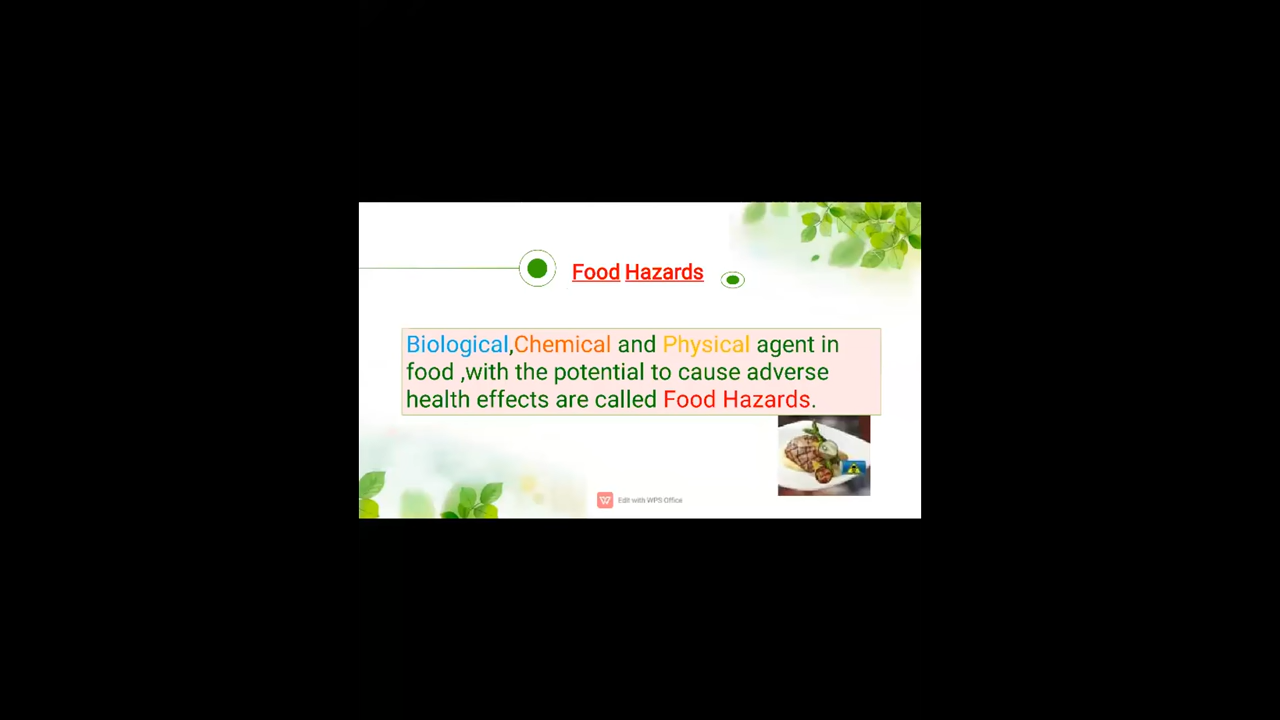 Food Hazards
Biological,Chemical and Physical agent in
food ,with the potential to cause adverse
health effects are called Food Hazards.
Edit with WPS Office